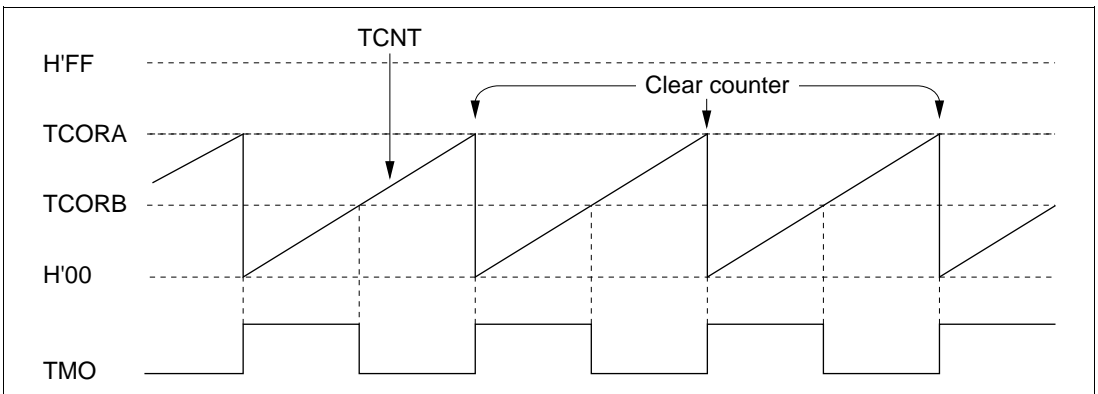 TCNT
H'FF
Clear counter
TCORA
TCORB
H'00
TMO